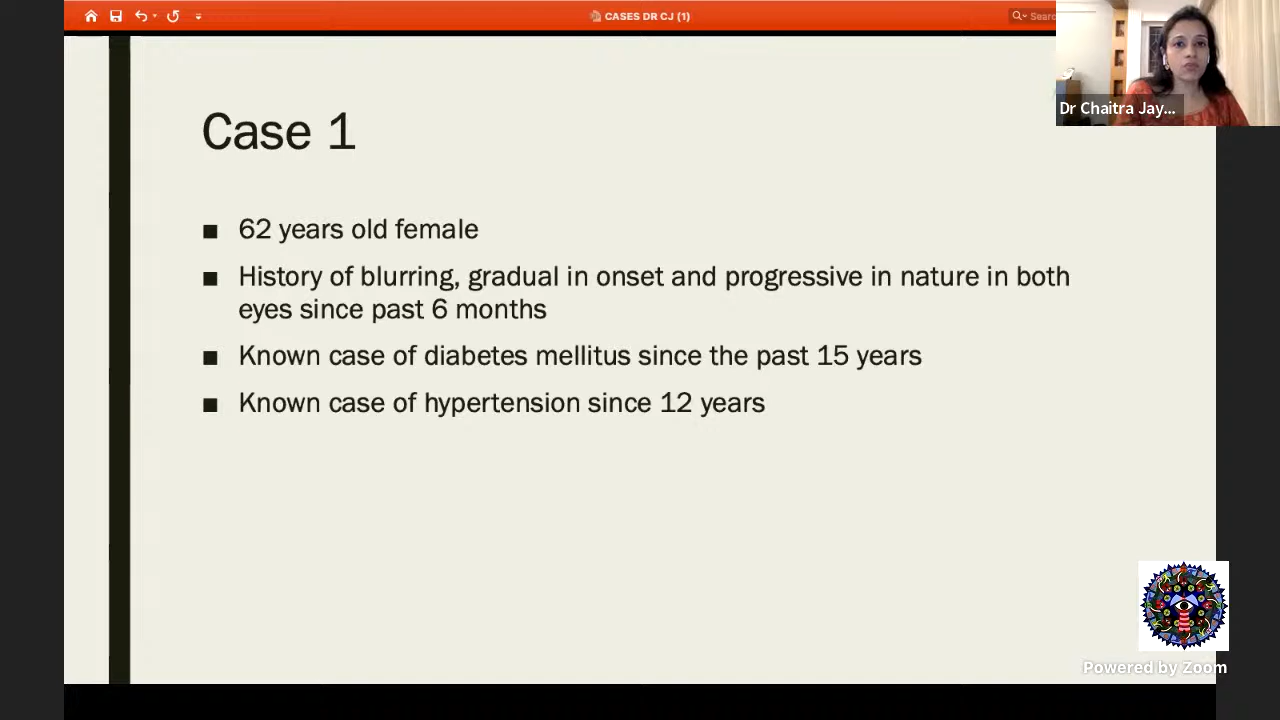 CASES DR CJ (1)
Dr Chaitra Jay...
Case 1
62 years old female
History of blurring, gradual in onset and progressive in nature in both
eyes since past 6 months
Known case of diabetes mellitus since the past 15 years
Known case of hypertension since 12 years
Powered by Zoom